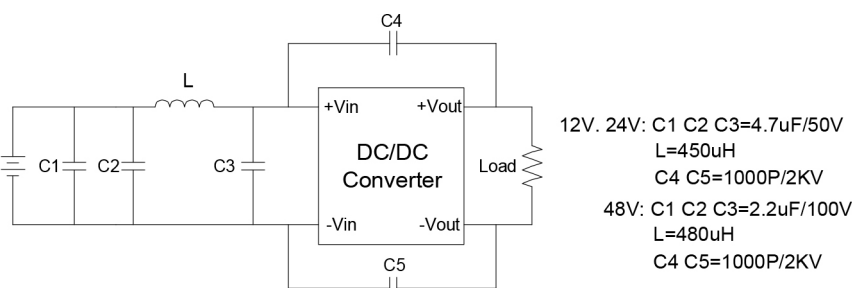 C4
L
+Vin
+Vout
C1
C2
C3
DC/DC
Converter
Load
-Vin
-Vout
C5
12V. 24V: C1 C2 C3=4.7uF/50V
L=450uH
C4 C5=1000P/2KV
48V: C1 C2 C3=2.2uF/100V
L=480uH
C4 C5=1000P/2KV